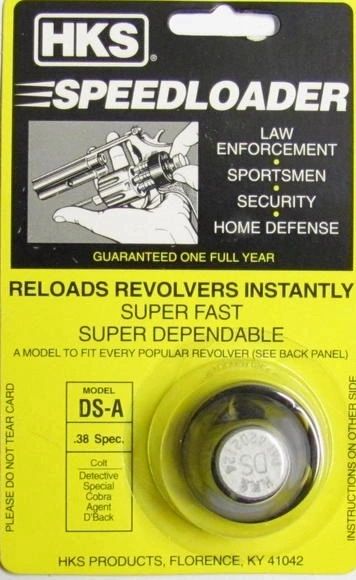 HKS®
SPEEDLOADER
LAW
ENFORCEMENT
SPORTSMEN
SECURITY
HOME DEFENSE
GUARANTEED ONE FULL YEAR
RELOADS REVOLVERS INSTANTLY
SUPER FAST
SUPER DEPENDABLE
A MODEL TO FIT EVERY POPULAR REVOLVER (SEE BACK PANEL)
MODEL
DS-A
.38 Spec.
Colt
Detective
Special
Cobra
Agent
D'Back
PLEASE DO NOT TEAR CARD
INSTRUCTIONS ON OTHER SIDE
DS
HKS PRODUCTS, FLORENCE, KY 41042